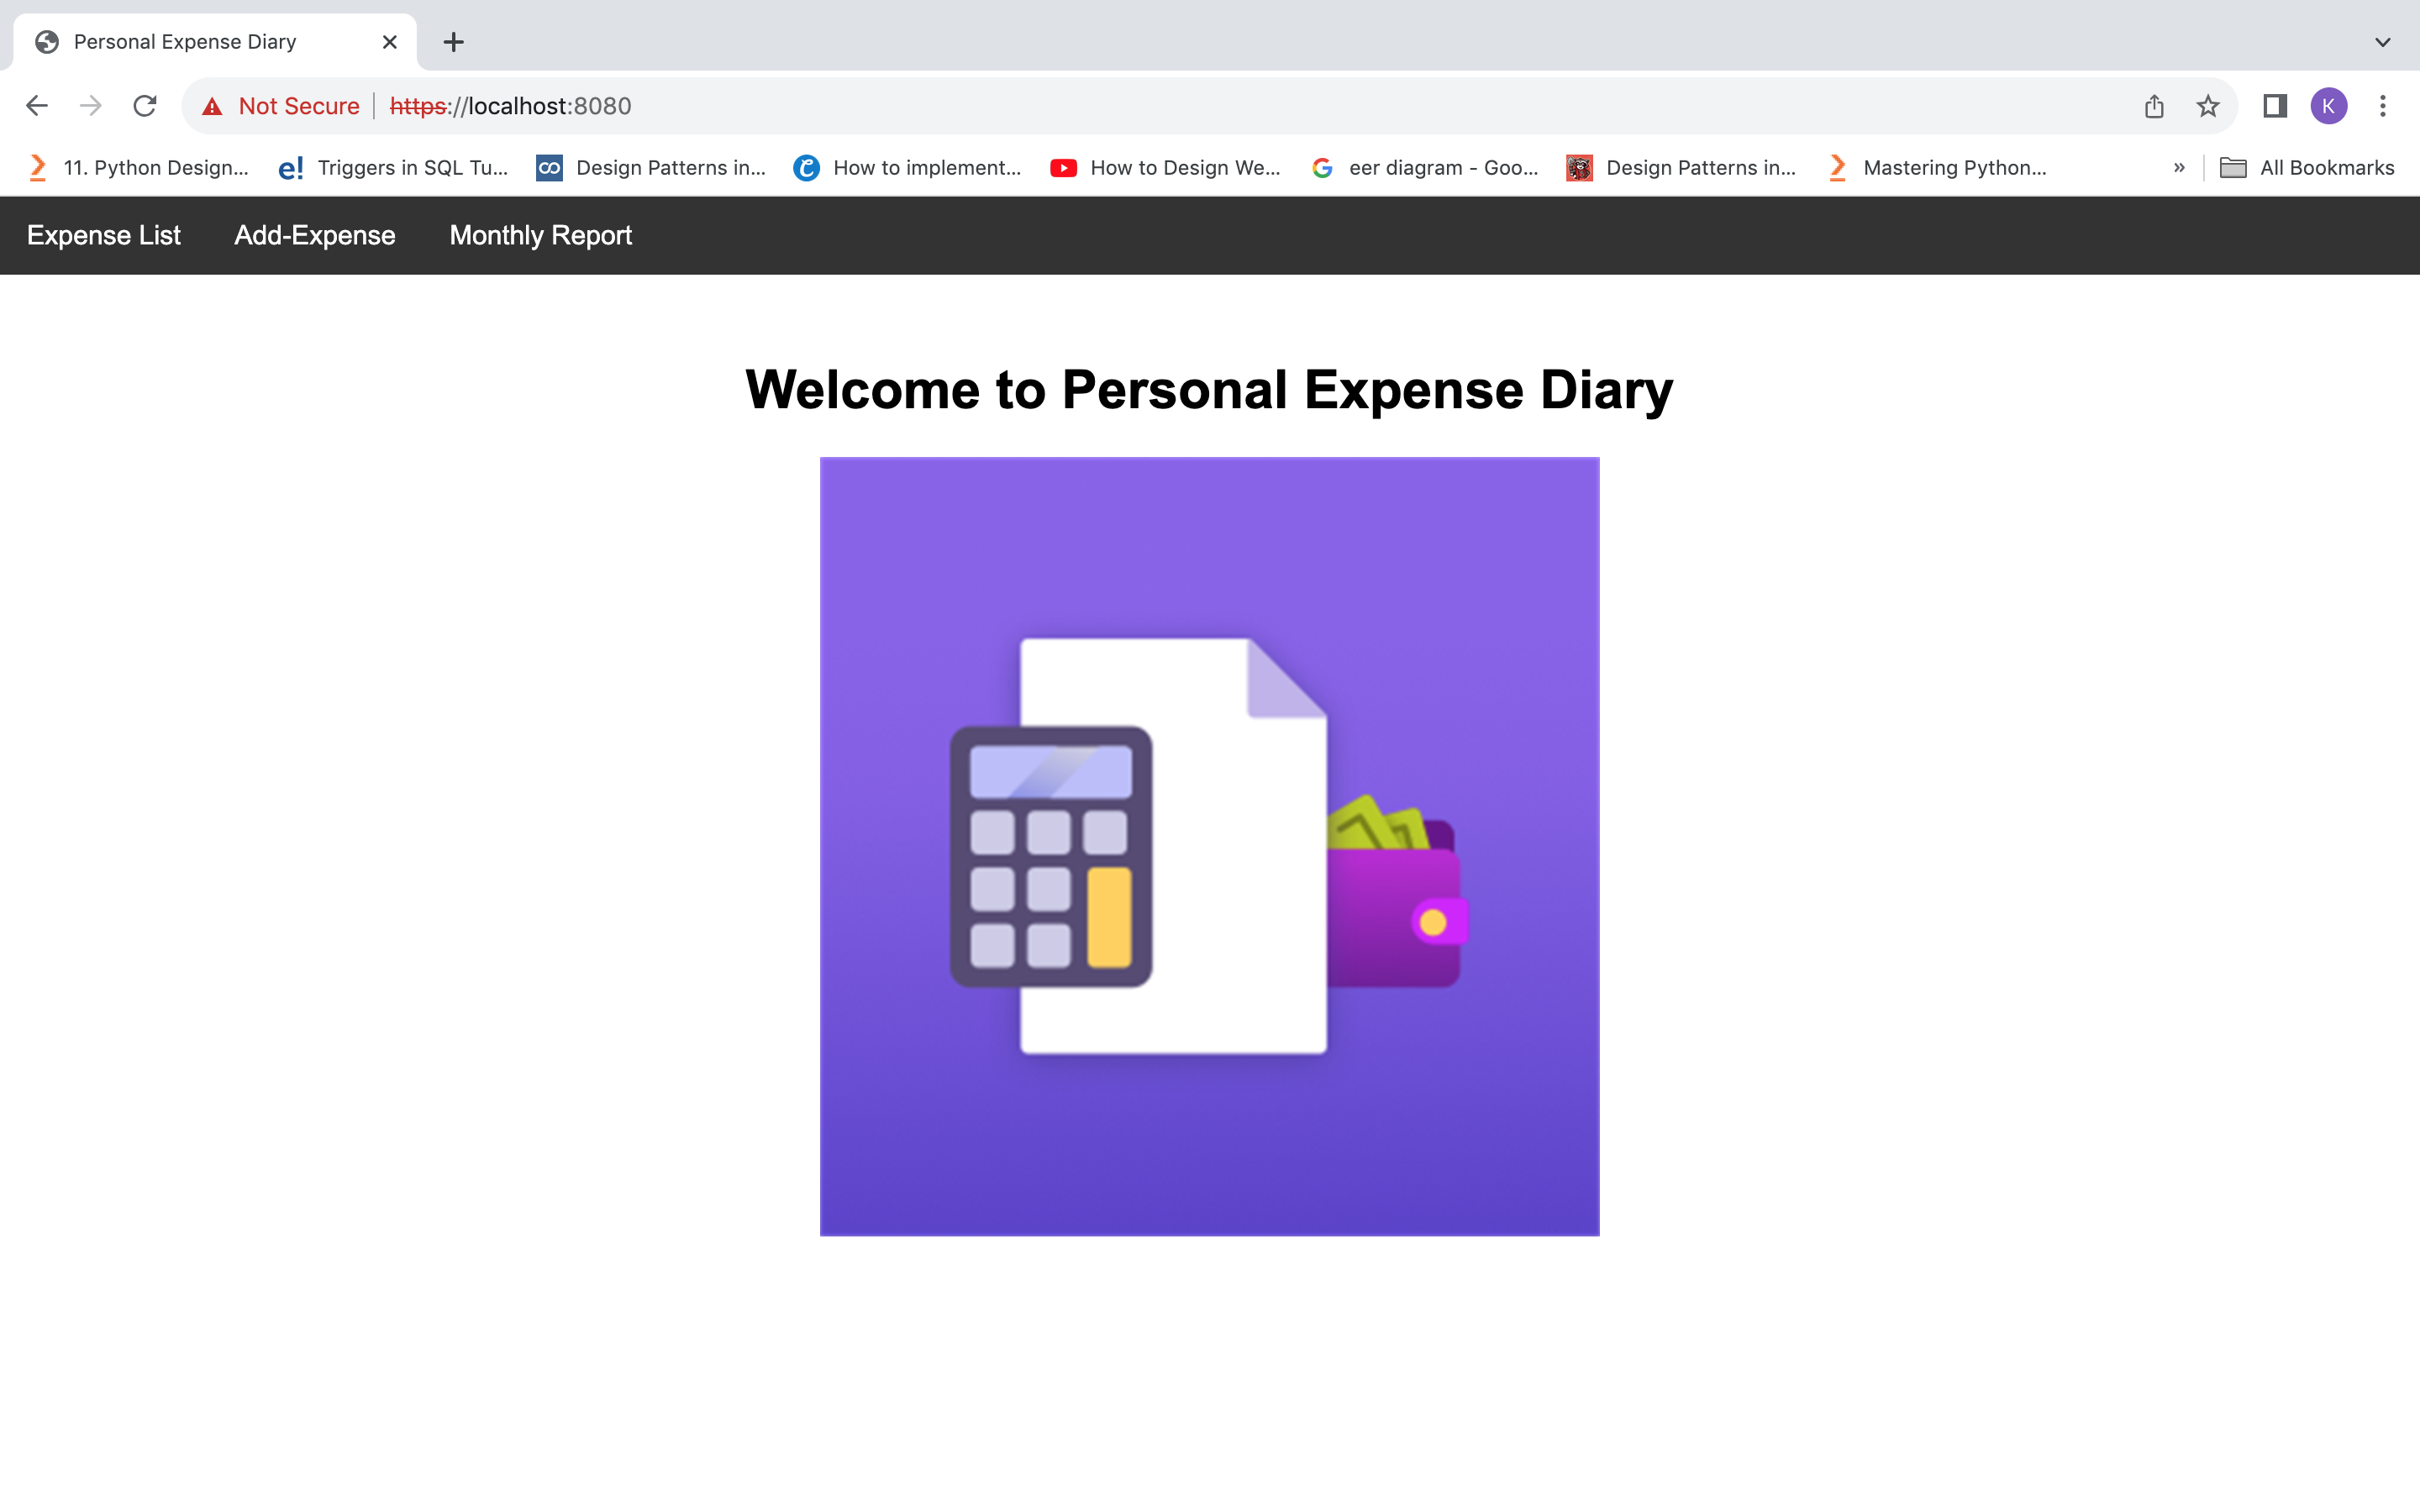 Personal Expense Diary
Not Secure https://localhost:8080
K
11. Python Design... e! Triggers in SQL Tu... Design Patterns in... How to implement... How to Design We... eer diagram - Goo... Design Patterns in... Mastering Python... » All Bookmarks
Expense List Add-Expense Monthly Report
Welcome to Personal Expense Diary